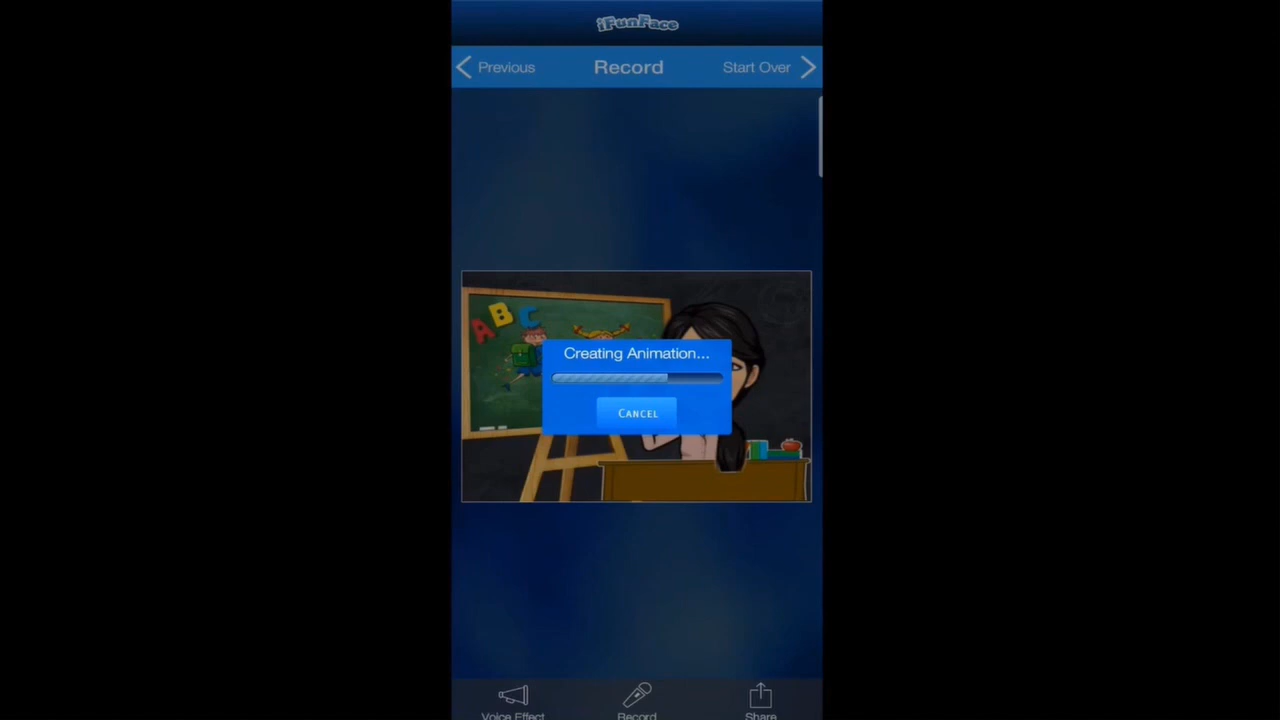 iFunFace
Previous
Record
Start Over
ABC
Creating Animation...
CANCEL
Voice Effect
Record
Share